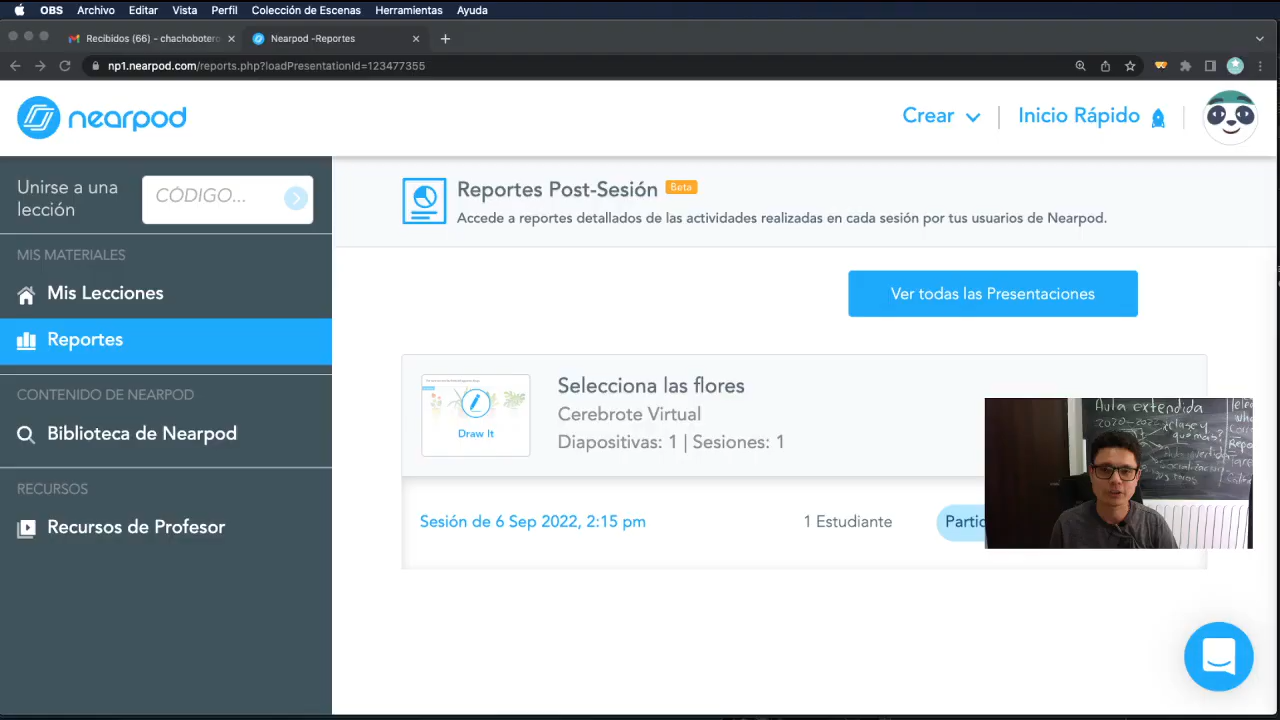 OBS Archivo Editar Vista Perfil Colección de Escenas Herramientas Ayuda
Recibidos (66) - chachobotero
Nearpod -Reportes
np1.nearpod.com/reports.php?loadPresentationId=123477355
nearpod
Crear
Inicio Rápido
Unirse a una
lección
CÓDIGO...
MIS MATERIALES
Mis Lecciones
Reportes
CONTENIDO DE NEARPOD
Biblioteca de Nearpod
RECURSOS
Recursos de Profesor
Reportes Post-Sesión Beta
Accede a reportes detallados de las actividades realizadas en cada sesión por tus usuarios de Nearpod.
Ver todas las Presentaciones
Draw It
Selecciona las flores
Cerebrote Virtual
Diapositivas: 1 | Sesiones: 1
Sesión de 6 Sep 2022, 2:15 pm
1 Estudiante
Partic
Aula extendida